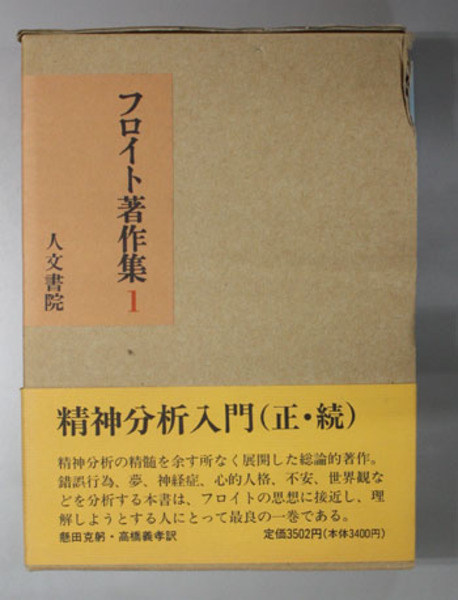 フロイト著作集1
人文書院
精神分析入門(正・続)
精神分析の精髄を余す所なく展開した総論的著作。
錯誤行為、夢、神経症、心的人格、不安、世界観な
どを分析する本書は、フロイトの思想に接近し、理
解しようとする人にとって最良の一巻である。
懸田克躬・高橋義孝訳
定価3502円(本体3400円)